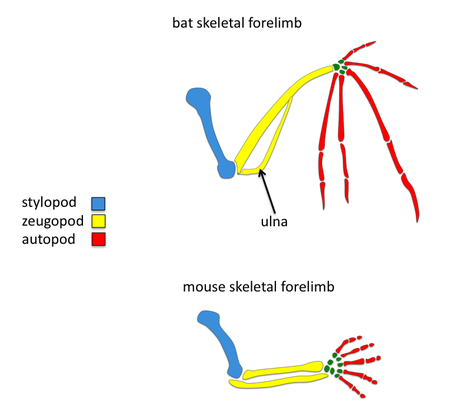 bat skeletal forelimb
stylopod
zeugopod
autopod
ulna
mouse skeletal forelimb